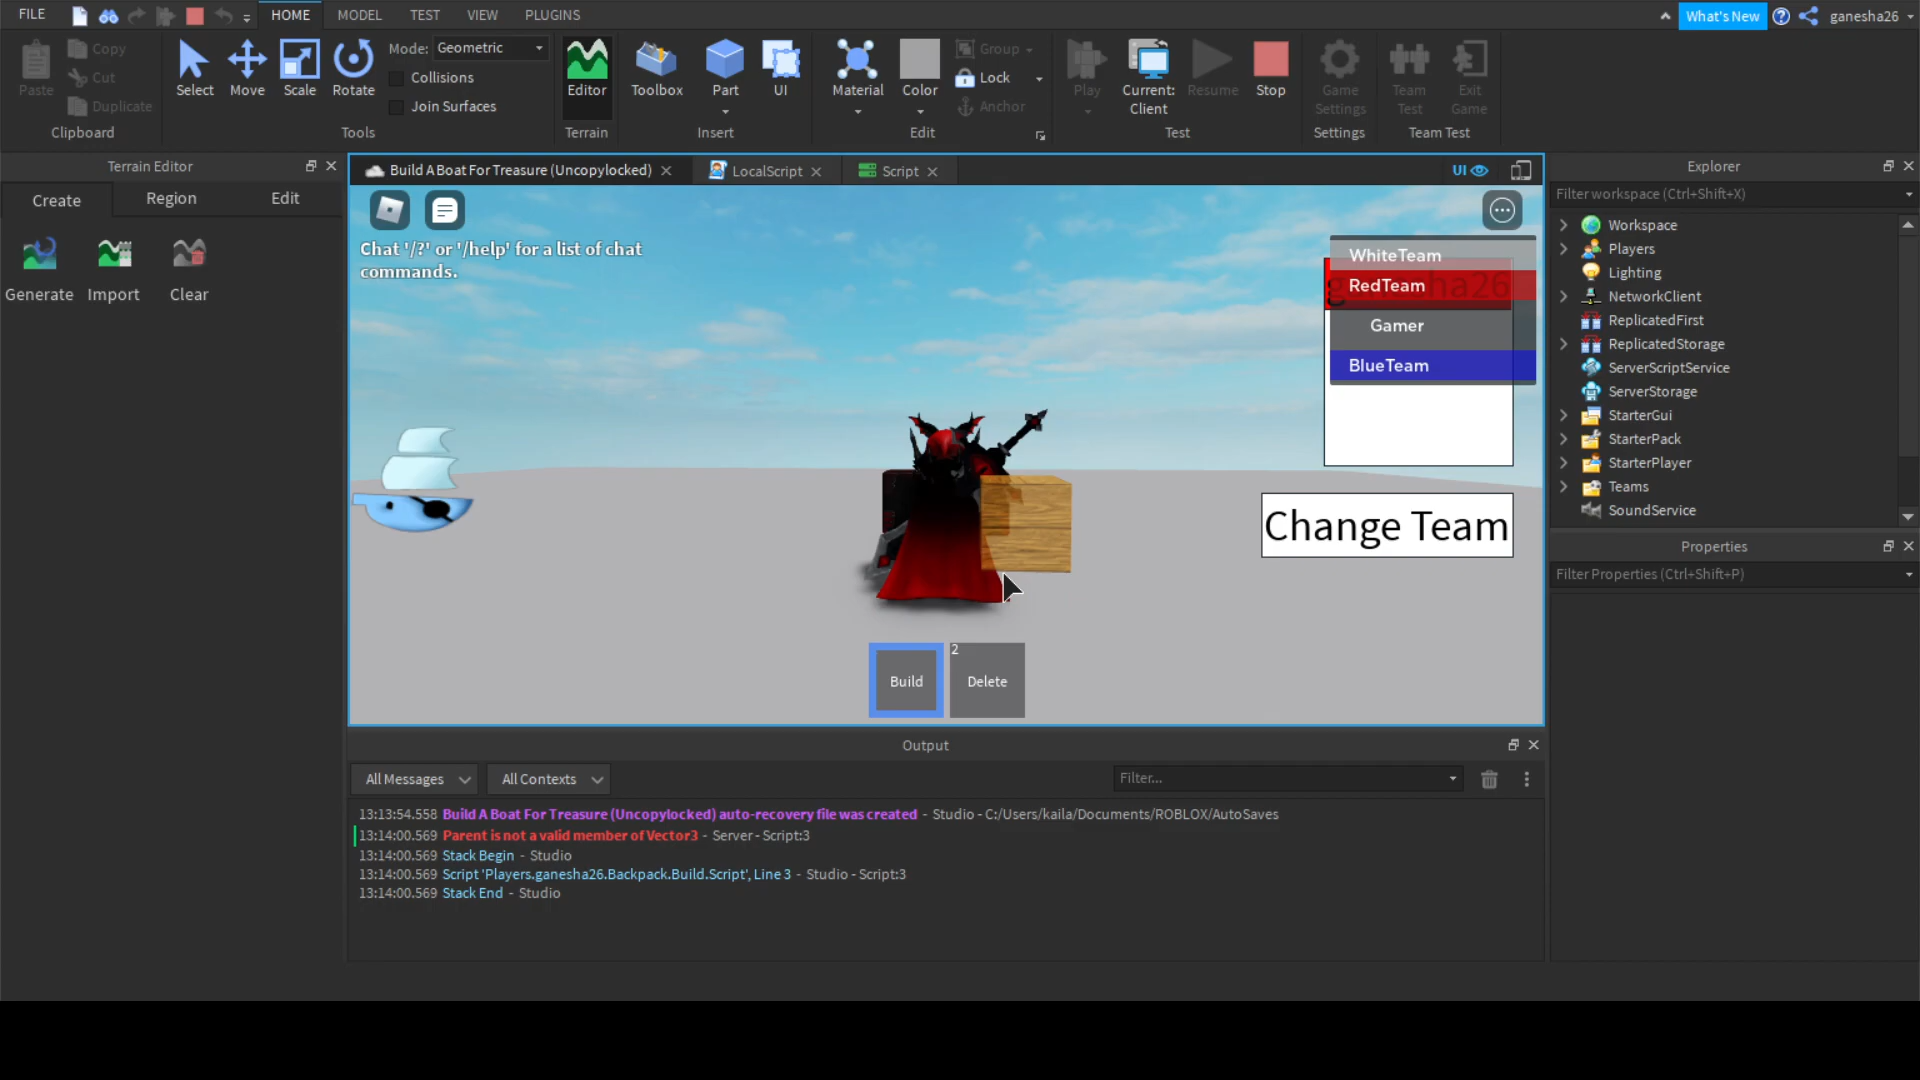 FILE
HOME
MODEL
TEST
VIEW
PLUGINS
What's New
ganesha26
Paste
Copy
Cut
Duplicate
Clipboard
Select
Move
Scale
Rotate
Mode: Geometric
Collisions
Join Surfaces
Tools
Editor
Terrain
Toolbox
Part
UI
Insert
Material
Color
Group
Lock
Anchor
Edit
Play
Current:
Client
Resume
Stop
Test
Game
Settings
Settings
Team
Test
Exit
Game
Team Test
Terrain Editor
Create
Region
Edit
Generate
Import
Clear
Build A Boat For Treasure (Uncopylocked)
LocalScript
Script
UI
Chat '/?' or '/help' for a list of chat
commands.
WhiteTeam
ganesha26
RedTeam
Gamer
BlueTeam
Change Team
Build
2
Delete
Explorer
Filter workspace (Ctrl+Shift+X)
Workspace
Players
Lighting
NetworkClient
ReplicatedFirst
ReplicatedStorage
ServerScriptService
ServerStorage
StarterGui
StarterPack
StarterPlayer
Teams
SoundService
Properties
Filter Properties (Ctrl+Shift+P)
Output
All Messages
All Contexts
Filter...
13:13:54.558 Build A Boat For Treasure (Uncopylocked) auto-recovery file was created - Studio - C:/Users/kaila/Documents/ROBLOX/AutoSaves
13:14:00.569 Parent is not a valid member of Vector3 - Server - Script:3
13:14:00.569 Stack Begin - Studio
13:14:00.569 Script 'Players.ganesha26.Backpack.Build.Script', Line 3 - Studio - Script:3
13:14:00.569 Stack End - Studio